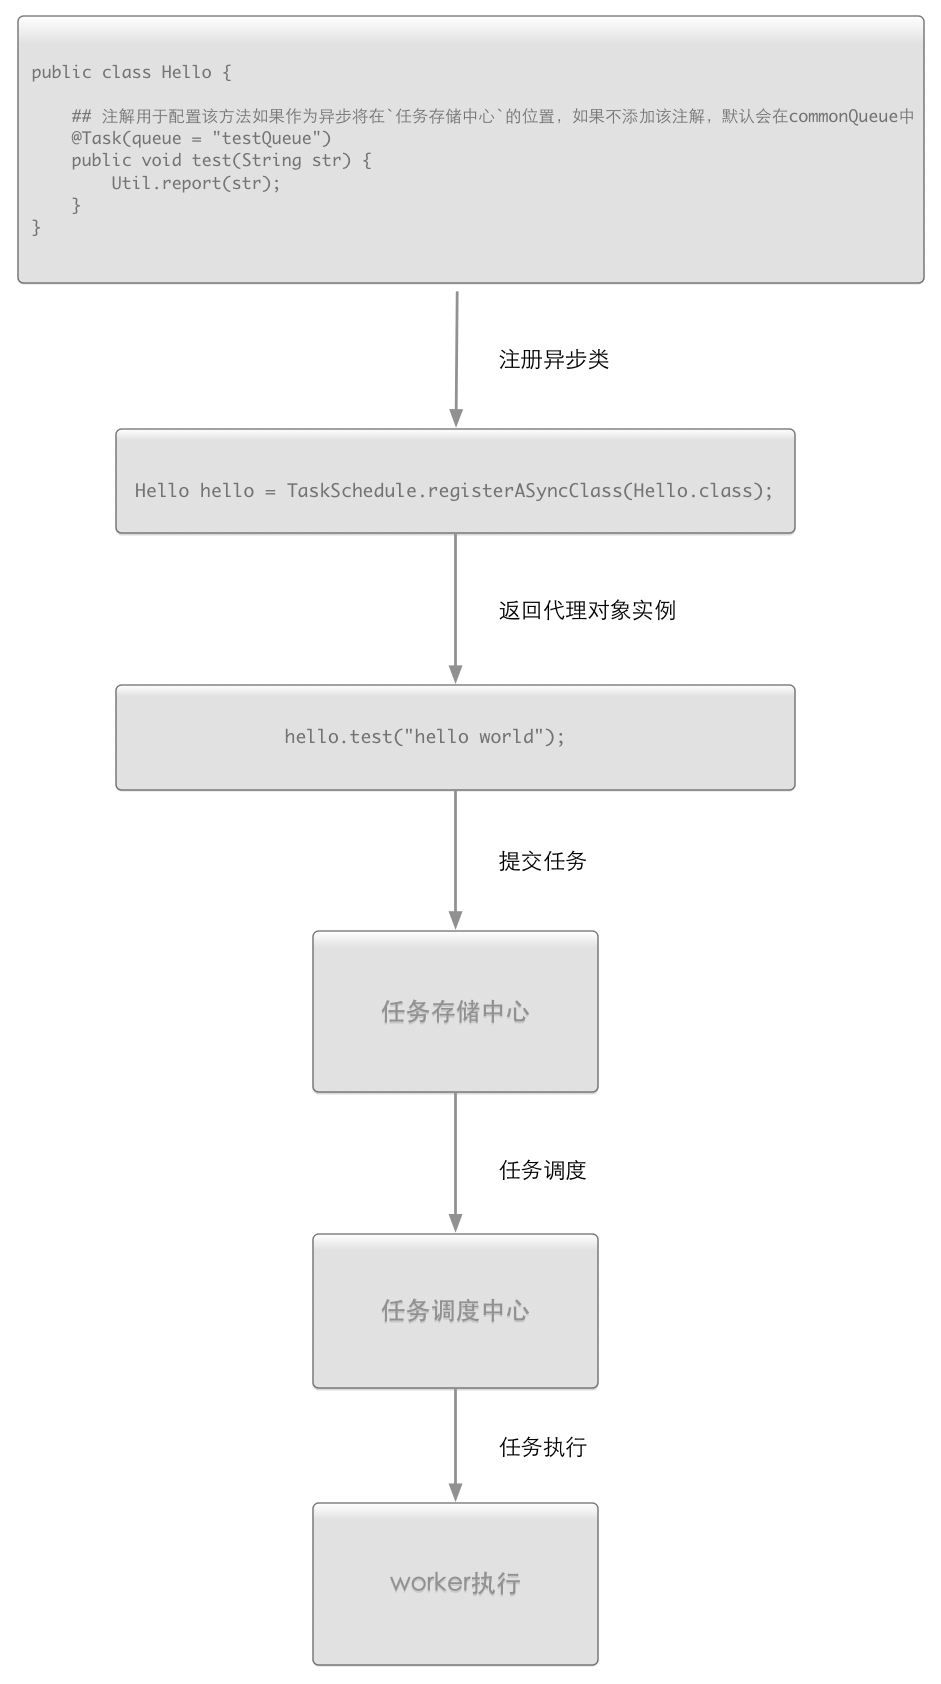 public class Hello {
## 注解用于配置该方法如果作为异步将在`任务存储中心`的位置，如果不添加该注解，默认会在commonQueue中
@Task(queue = "testQueue")
public void test(String str) {
Util.report(str);
}
}
注册异步类
Hello hello = TaskSchedule.registerASyncClass(Hello.class);
返回代理对象实例
hello.test("hello world");
提交任务
任务存储中心
任务调度
任务调度中心
任务执行
worker执行